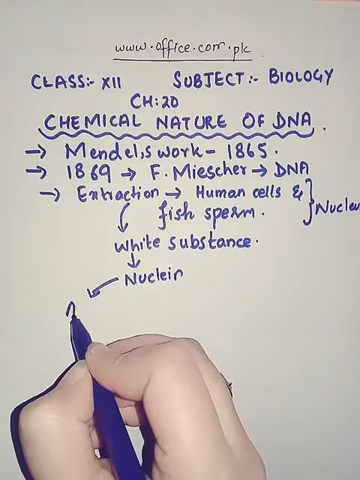 www.office.com.pk
CLASS:- XII SUBJECT:- BIOLOGY
CH:20
CHEMICAL NATURE OF DNA.
→ Mendel,s work - 1865.
→ 1869 → F. Miescher → DNA
→ Extraction → Human cells &
fish sperm. } Nucleu
↓
White substance.
↓
Nuclein